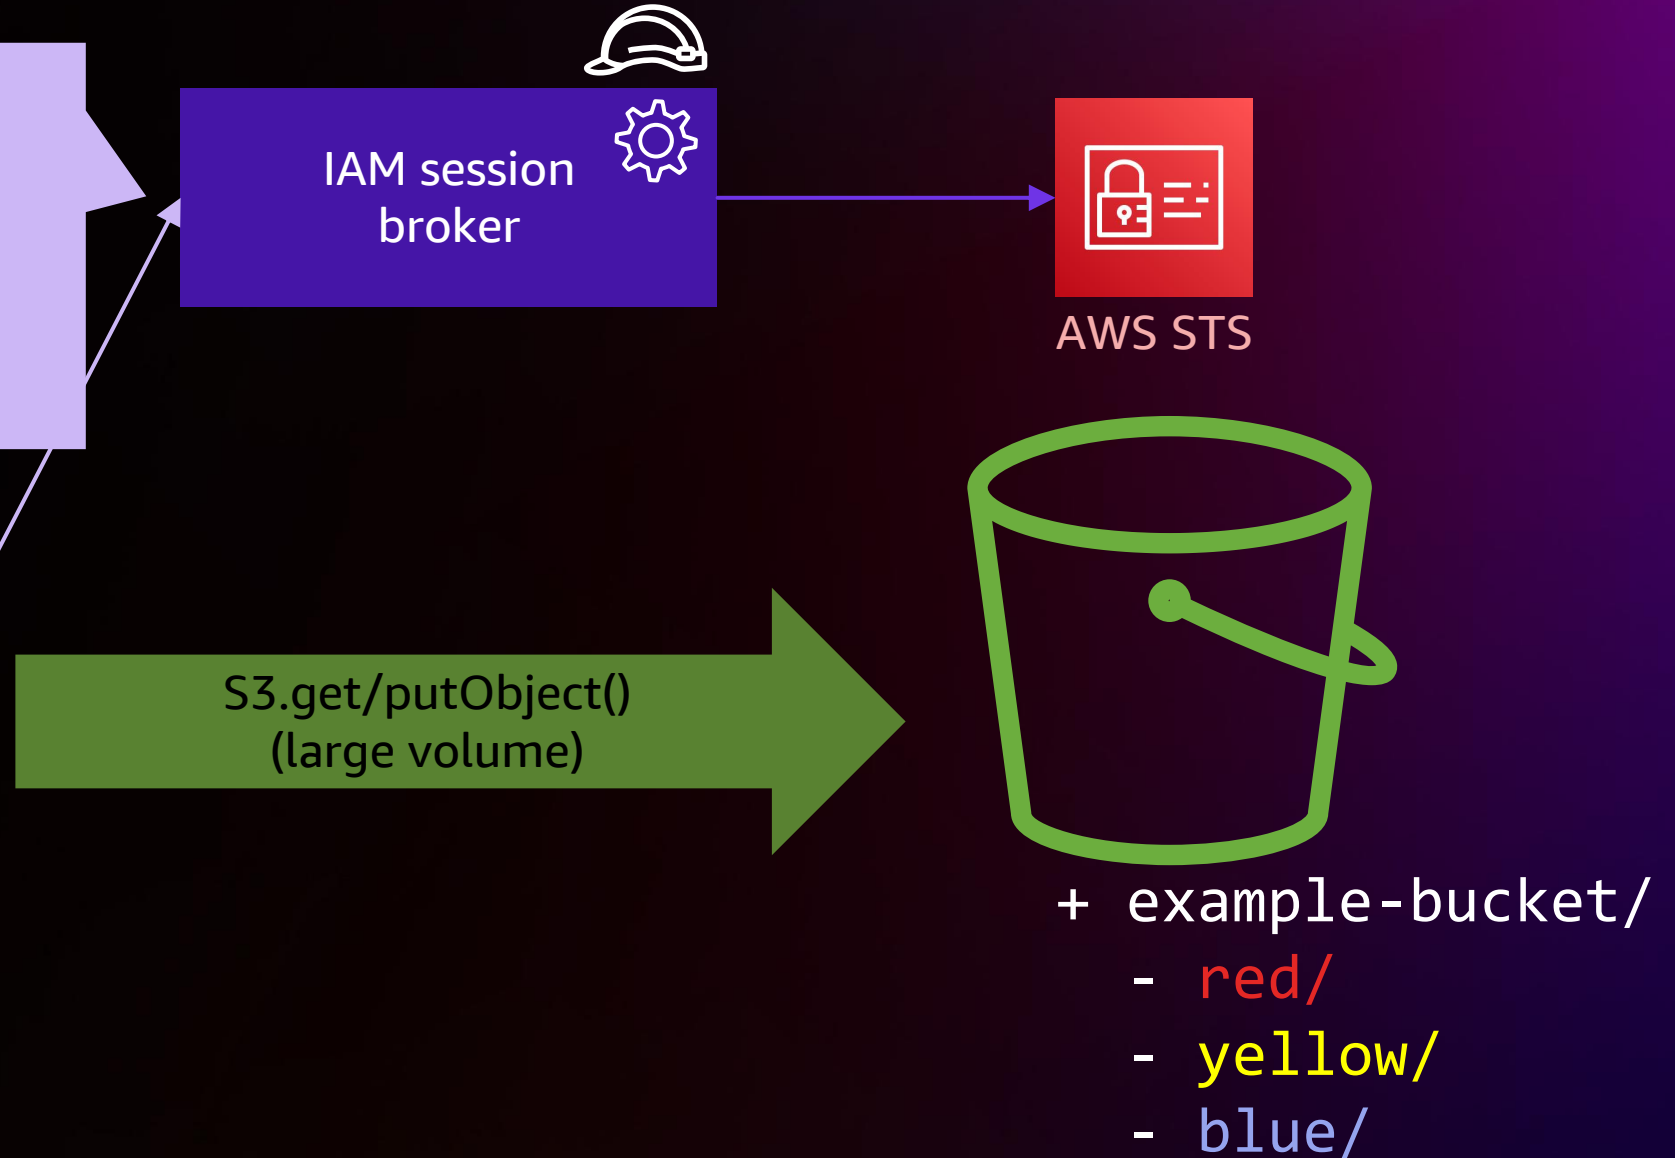 IAM session
broker
AWS STS
S3.get/putObject()
(large volume)
+ example-bucket/
- red/
- yellow/
- blue/